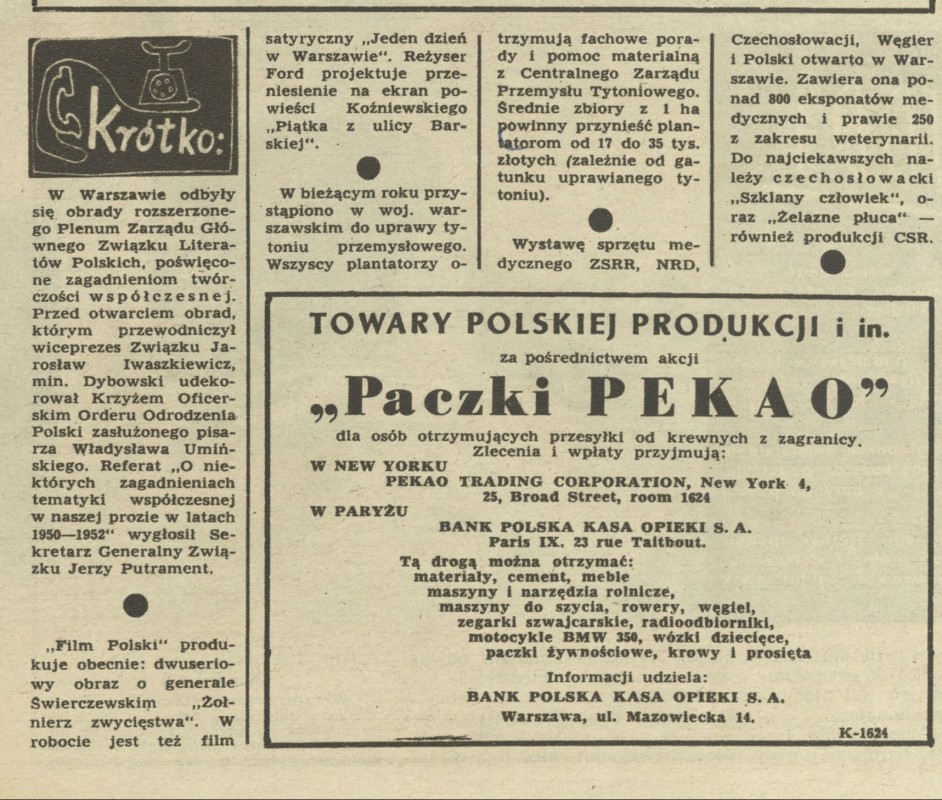 Krótko:
W Warszawie odbyły
się obrady rozszerzone-
go Plenum Zarządu Głó-
wnego Związku Litera-
tów Polskich, poświęco-
ne zagadnieniom twór-
czości współczesnej.
Przed otwarciem obrad,
którym przewodniczył
wiceprezes Związku Ja-
rosław Iwaszkiewicz,
min. Dybowski udeko-
rował Krzyżem Oficer-
skim Orderu Odrodzenia
Polski zasłużonego pisa-
rza Władysława Umiń-
skiego. Referat „O nie-
których zagadnieniach
tematyki współczesnej
w naszej prozie w latach
1950—1952" wygłosił Se-
kretarz Generalny Zwią-
zku Jerzy Putrament.
„Film Polski" produ-
kuje obecnie: dwuserio-
wy obraz o generale
Świerczewskim „Żoł-
nierz zwycięstwa". W
robocie jest też film
satyryczny „Jeden dzień
w Warszawie". Reżyser
Ford projektuje prze-
niesienie na ekran po-
wieści Koźniewskiego
„Piątka z ulicy Bar-
skiej".
W bieżącym roku przy-
stąpiono w woj. war-
szawskim do uprawy ty-
toniu przemysłowego.
Wszyscy plantatorzy o-
trzymują fachowe pora-
dy i pomoc materialną
z Centralnego Zarządu
Przemysłu Tytoniowego.
Średnie zbiory z 1 ha
powinny przynieść plan-
tatorom od 17 do 35 tys.
złotych (zależnie od ga-
tunku uprawianego ty-
toniu).
Wystawę sprzętu me-
dycznego ZSRR, NRD,
Czechosłowacji, Węgier
i Polski otwarto w War-
szawie. Zawiera ona po-
nad 800 eksponatów me-
dycznych i prawie 250
z zakresu weterynarii.
Do najciekawszych na-
leży czechosłowacki
„Szklany człowiek", o-
raz „Żelazne płuca" —
również produkcji CSR.
TOWARY POLSKIEJ PRODUKCJI i in.
za pośrednictwem akcji
„Paczki PEKAO"
dla osób otrzymujących przesyłki od krewnych z zagranicy.
Zlecenia i wpłaty przyjmują:
W NEW YORKU
PEKAO TRADING CORPORATION, New York 4,
25, Broad Street, room 1624
W PARYŻU
BANK POLSKA KASA OPIEKI S. A.
Paris IX. 23 rue Taitbout.
Tą drogą można otrzymać:
materiały, cement, meble
maszyny i narzędzia rolnicze,
maszyny do szycia, rowery, węgiel,
zegarki szwajcarskie, radioodbiorniki,
motocykle BMW 350, wózki dziecięce,
paczki żywnościowe, krowy i prosięta
Informacji udziela:
BANK POLSKA KASA OPIEKI S. A.
Warszawa, ul. Mazowiecka 14.
K-1624